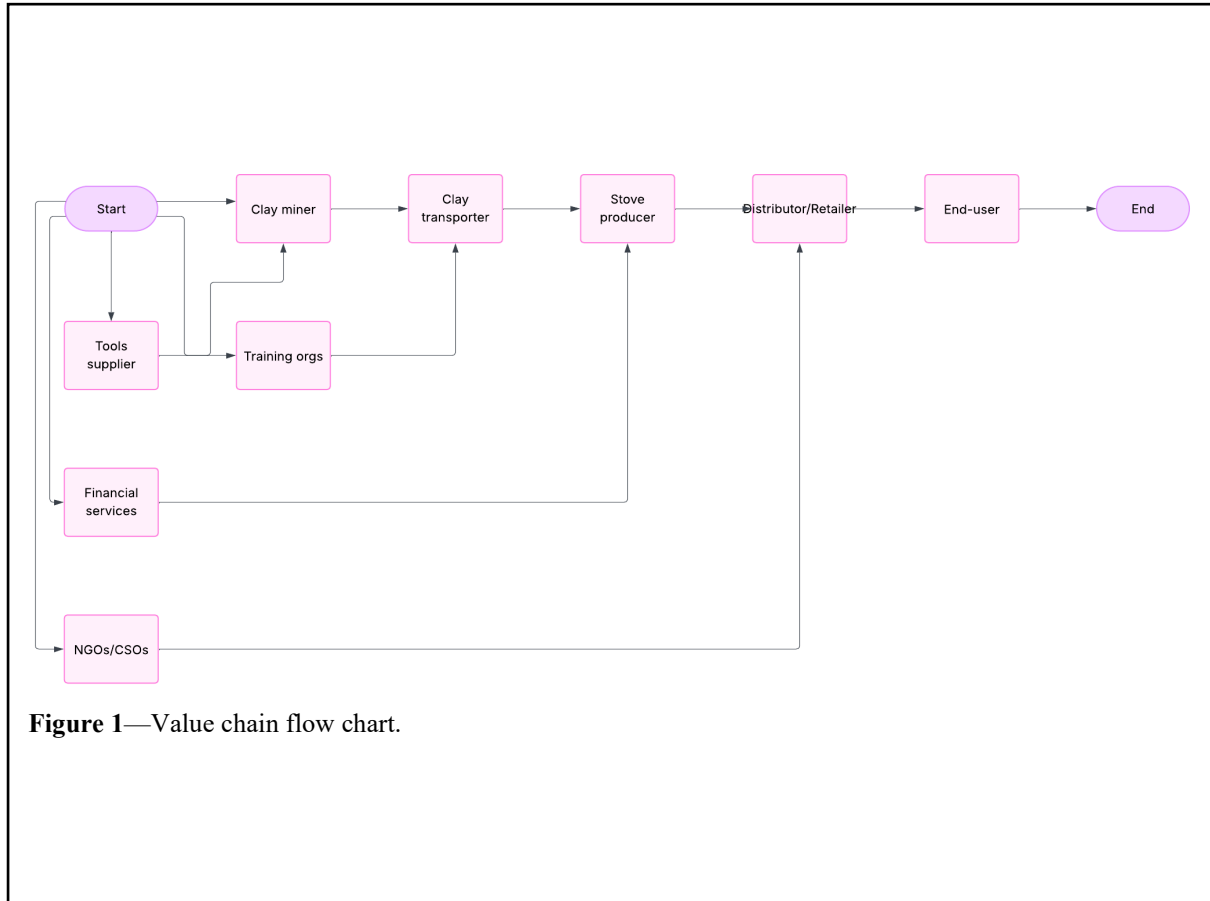 Start
Clay miner
Clay
transporter
Stove
producer
Distributor/Retailer
End-user
End
Tools
supplier
Training orgs
Financial
services
NGOs/CSOs
Figure 1—Value chain flow chart.